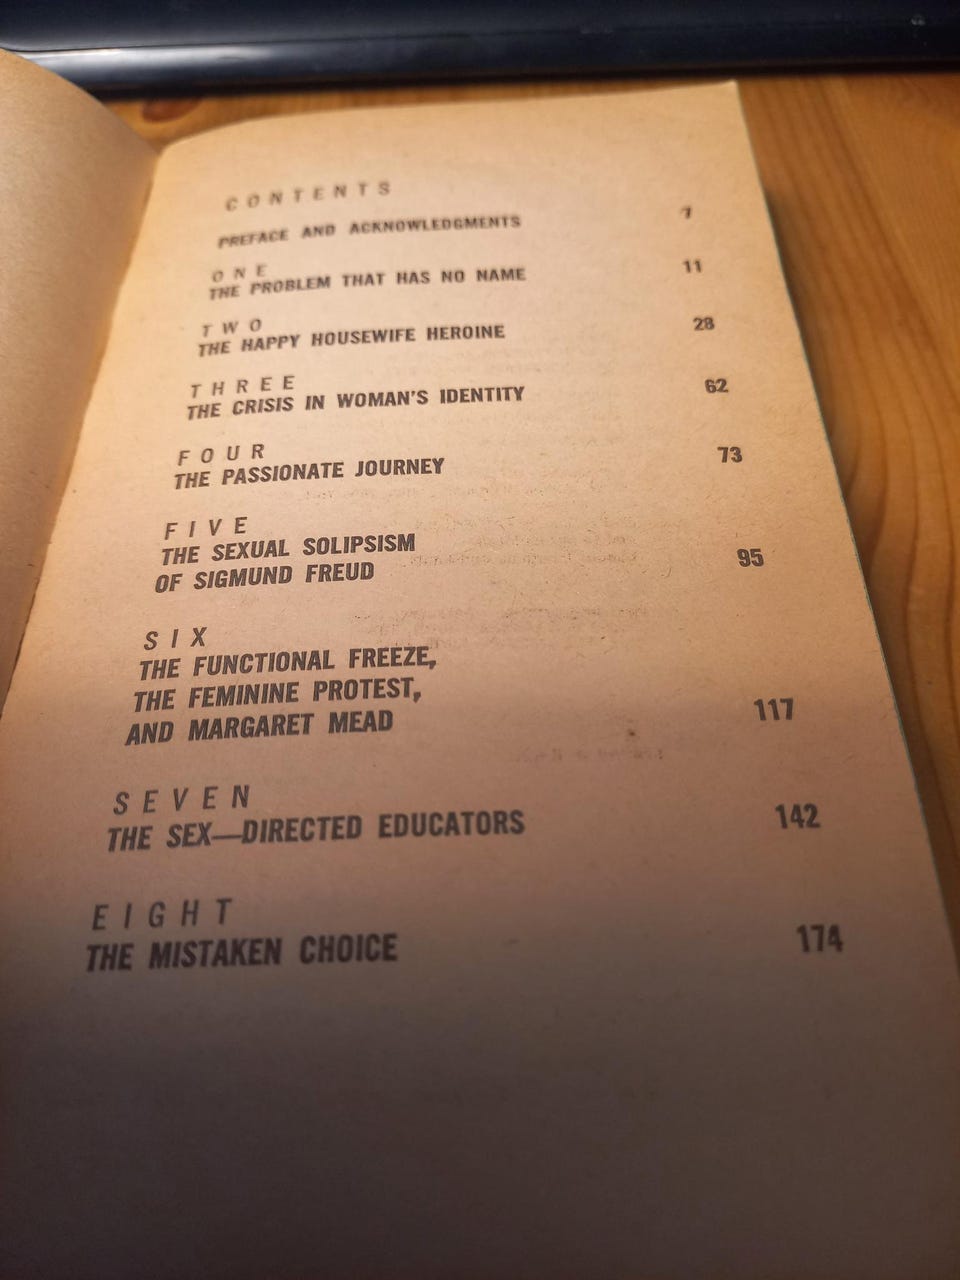 CONTENTS
PREFACE AND ACKNOWLEDGMENTS 7
ONE
THE PROBLEM THAT HAS NO NAME 11
TWO
THE HAPPY HOUSEWIFE HEROINE 28
THREE
THE CRISIS IN WOMAN'S IDENTITY 62
FOUR
THE PASSIONATE JOURNEY 73
FIVE
THE SEXUAL SOLIPSISM
OF SIGMUND FREUD 95
SIX
THE FUNCTIONAL FREEZE,
THE FEMININE PROTEST,
AND MARGARET MEAD 117
SEVEN
THE SEX—DIRECTED EDUCATORS 142
EIGHT
THE MISTAKEN CHOICE 174